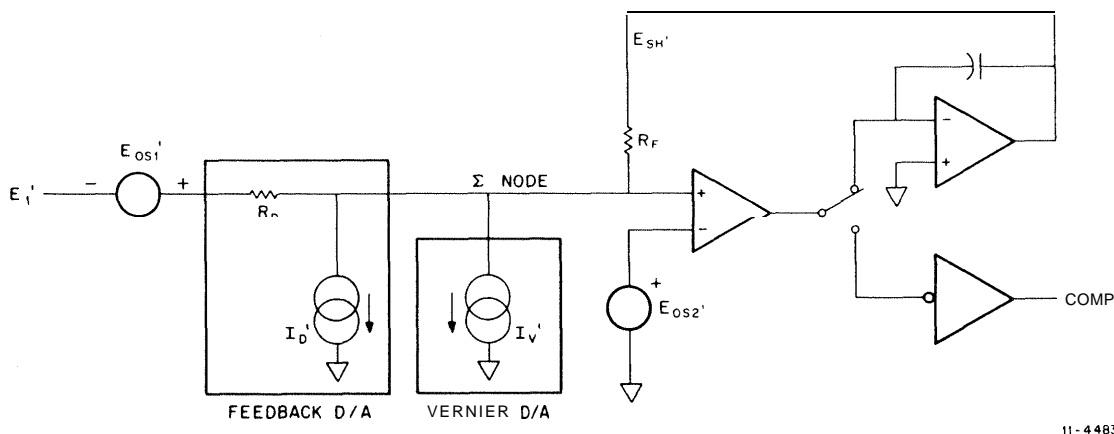 E_SH'
E_OS1'
R_F
E_1'
Σ NODE
I_D'
I_V'
E_OS2'
COMP
FEEDBACK D/A
VERNIER D/A
11-4483